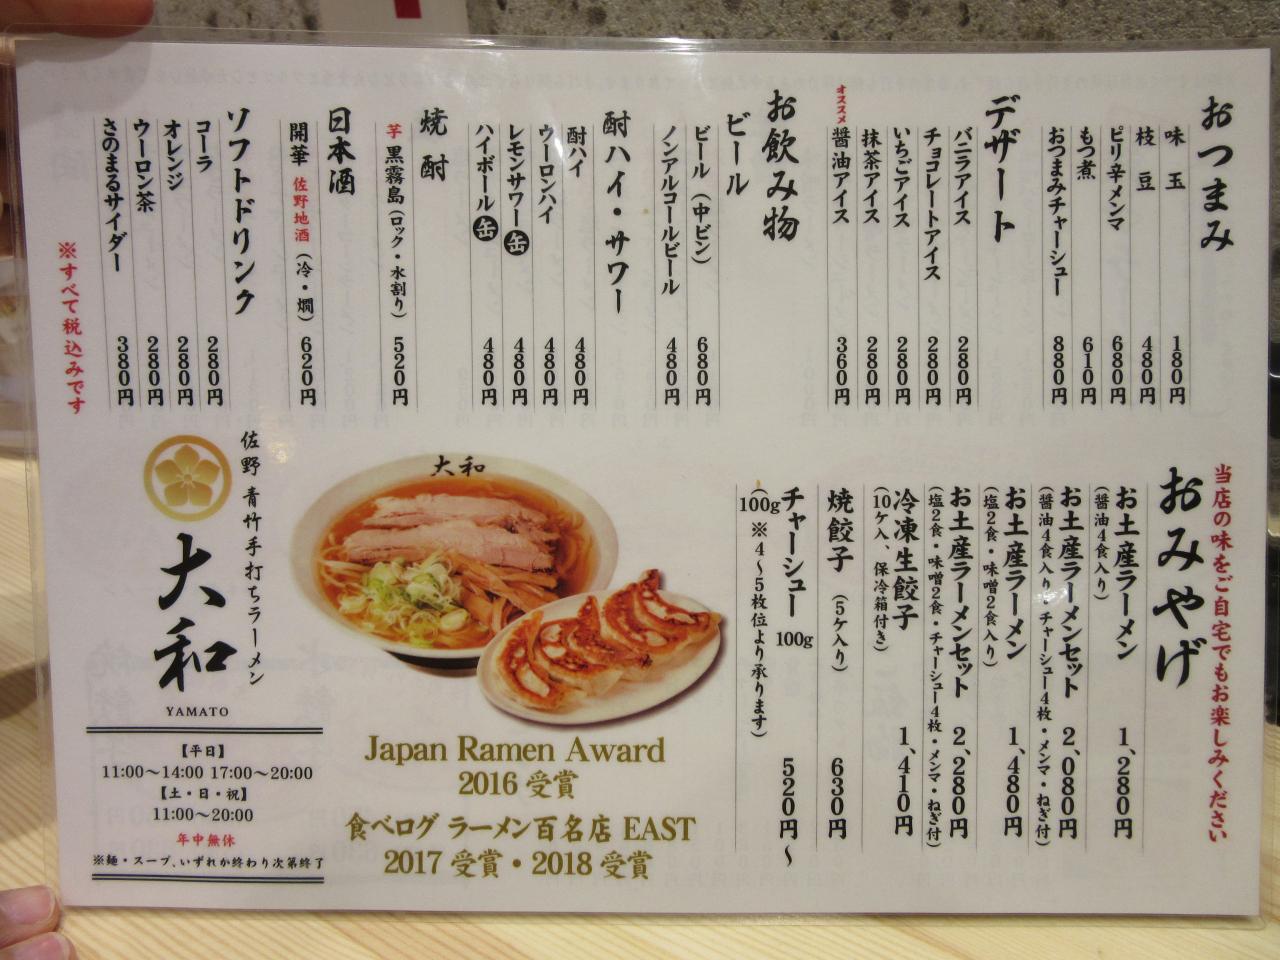 おつまみ
味玉 180円
枝豆 480円
ピリ辛メンマ 680円
もつ煮 610円
おつまみチャーシュー 880円
デザート
バニラアイス 280円
チョコレートアイス 280円
いちごアイス 280円
抹茶アイス 280円
オススメ 醤油アイス 360円
お飲み物
ビール
ビール(中ビン) 680円
ノンアルコールビール 480円
酎ハイ・サワー
酎ハイ 480円
ウーロンハイ 480円
レモンサワー缶 480円
ハイボール缶 480円
焼酎
芋 黒霧島(ロック・水割り) 520円
日本酒
開華 佐野地酒(冷・燗) 620円
ソフトドリンク
コーラ 280円
オレンジ 280円
ウーロン茶 280円
さのまるサイダー 380円
※すべて税込みです
当店の味をご自宅でもお楽しみください
おみやげ
お土産ラーメン 1,280円
(醤油4食入り)
お土産ラーメンセット 2,080円
(醤油4食入り・チャーシュー4枚・メンマ・ねぎ付)
お土産ラーメン 1,480円
(塩2食・味噌2食入り)
お土産ラーメンセット 2,280円
(塩2食・味噌2食・チャーシュー4枚・メンマ・ねぎ付)
冷凍生餃子 1,410円
(10ケ入、保冷箱付き)
焼餃子(5ケ入り) 630円
チャーシュー 100g 520円〜
(100g ※4〜5枚位より承ります)
大和
Japan Ramen Award
2016 受賞
食べログ ラーメン百名店 EAST
2017 受賞・2018 受賞
佐野 青竹手打ちラーメン
大和
YAMATO
【平日】
11:00〜14:00 17:00〜20:00
【土・日・祝】
11:00〜20:00
年中無休
※麺・スープ、いずれか終わり次第終了